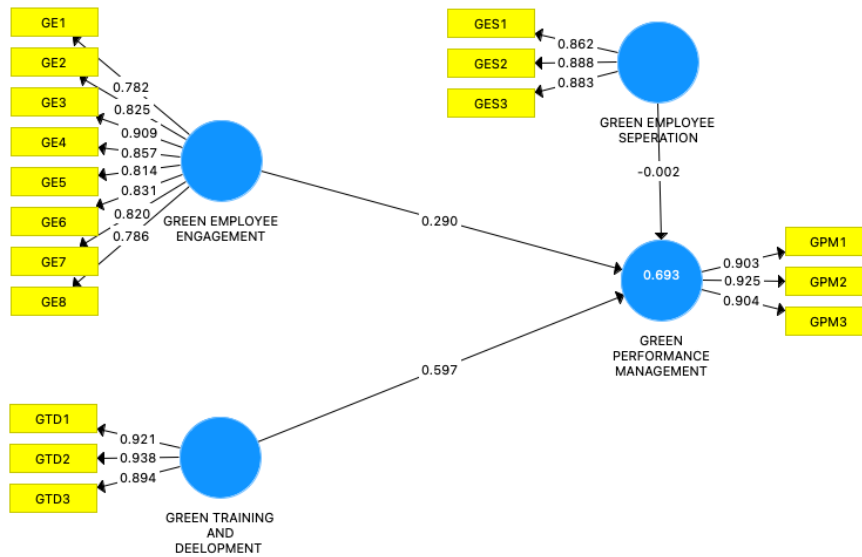 GE1
GE2
GE3
GE4
GE5
GE6
GE7
GE8
0.782
0.825
0.909
0.857
0.814
0.831
0.820
0.786
GREEN EMPLOYEE
ENGAGEMENT
GES1
GES2
GES3
0.862
0.888
0.883
GREEN EMPLOYEE
SEPERATION
-0.002
0.290
0.693
0.903
0.925
0.904
GPM1
GPM2
GPM3
GREEN
PERFORMANCE
MANAGEMENT
0.597
GTD1
GTD2
GTD3
0.921
0.938
0.894
GREEN TRAINING
AND
DEELOPMENT